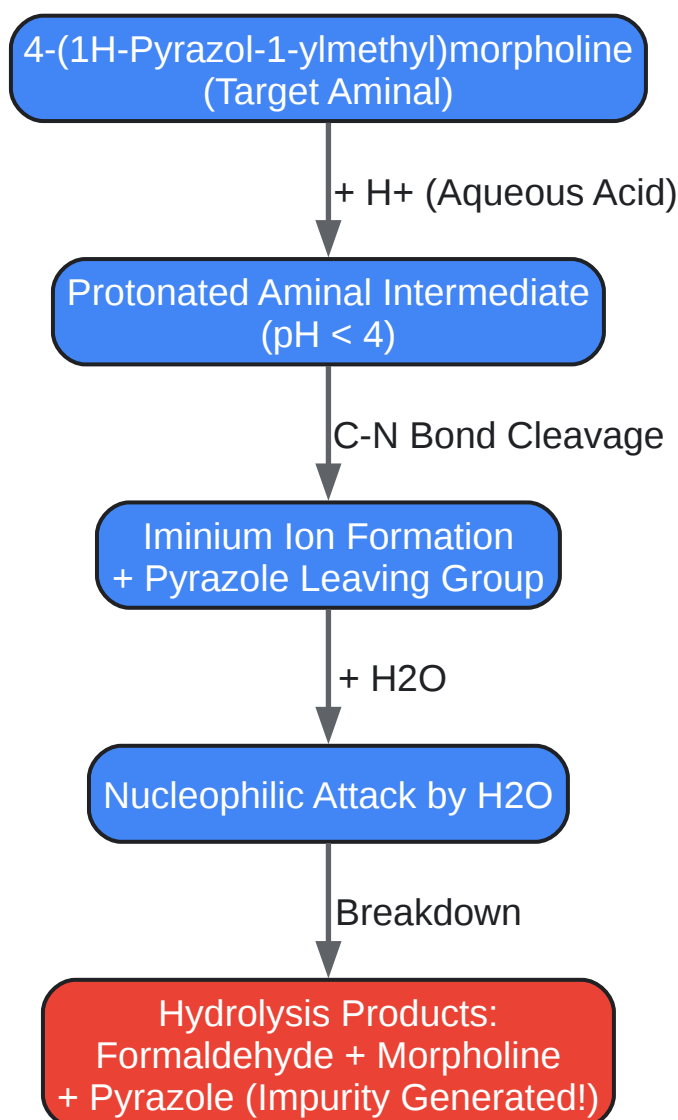 4-(1H-Pyrazol-1-ylmethyl)morpholine
(Target Aminal)
+ H+ (Aqueous Acid)
Protonated Aminal Intermediate
(pH < 4)
C-N Bond Cleavage
Iminium Ion Formation
+ Pyrazole Leaving Group
+ H2O
Nucleophilic Attack by H2O
Breakdown
Hydrolysis Products:
Formaldehyde + Morpholine
+ Pyrazole (Impurity Generated!)